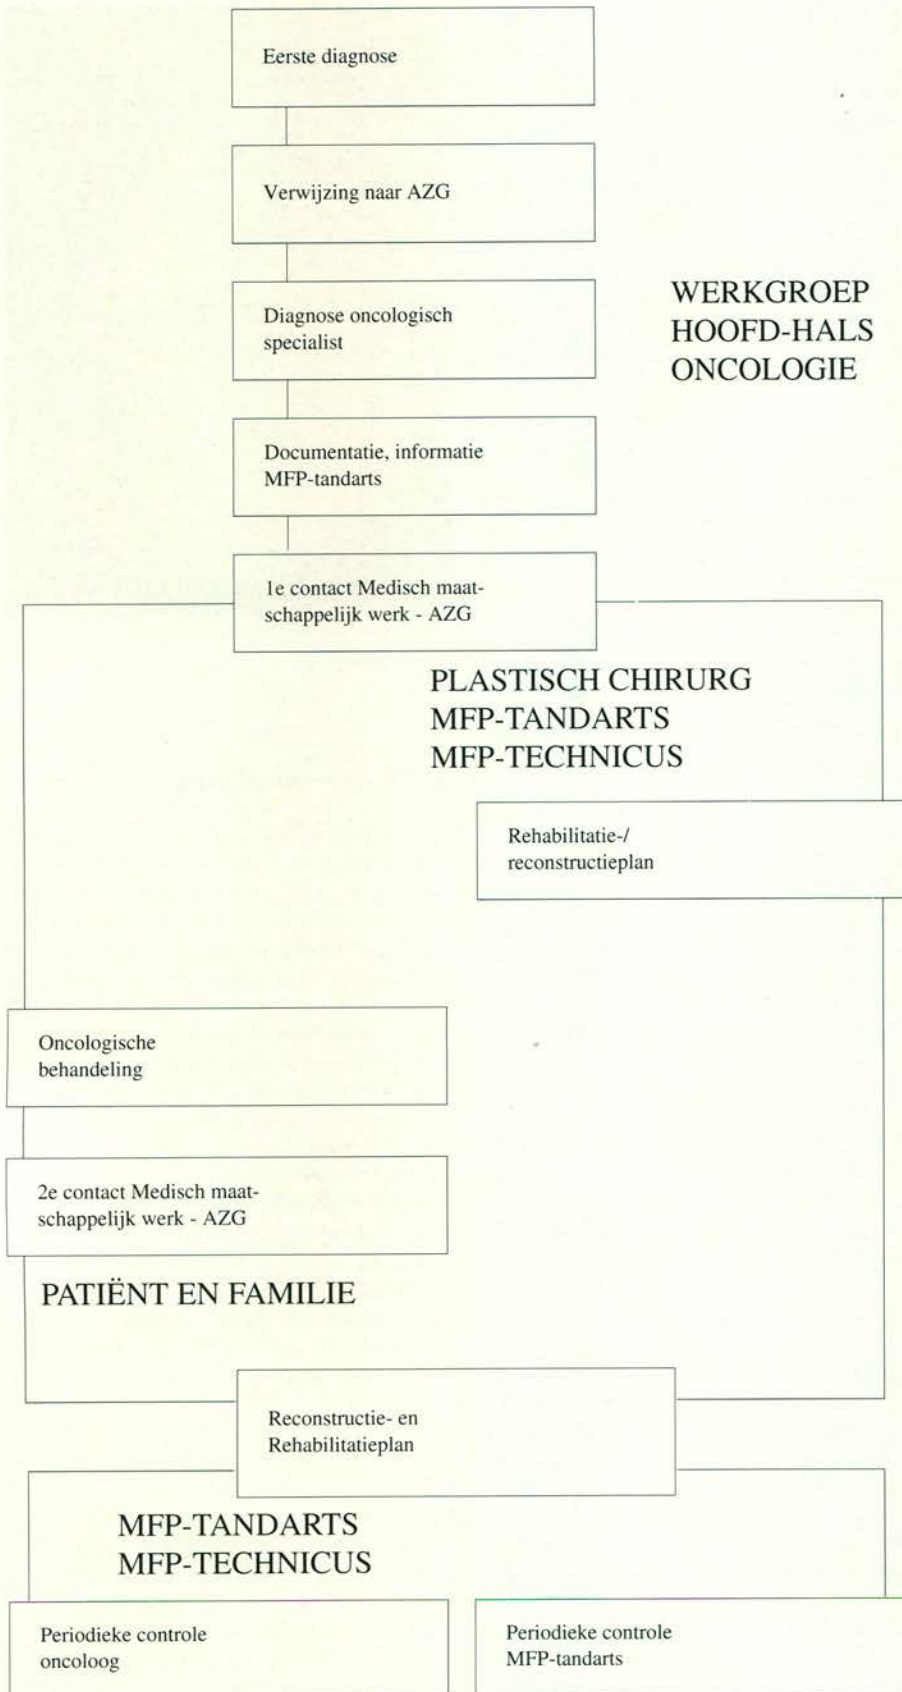 Eerste diagnose
Verwijzing naar AZG
Diagnose oncologisch
specialist
WERKGROEP
HOOFD-HALS
ONCOLOGIE
Documentatie, informatie
MFP-tandarts
1e contact Medisch maat-
schappelijk werk - AZG
PLASTISCH CHIRURG
MFP-TANDARTS
MFP-TECHNICUS
Rehabilitatie-/
reconstructieplan
Oncologische
behandeling
2e contact Medisch maat-
schappelijk werk - AZG
PATIËNT EN FAMILIE
Reconstructie- en
Rehabilitatieplan
MFP-TANDARTS
MFP-TECHNICUS
Periodieke controle
oncoloog
Periodieke controle
MFP-tandarts